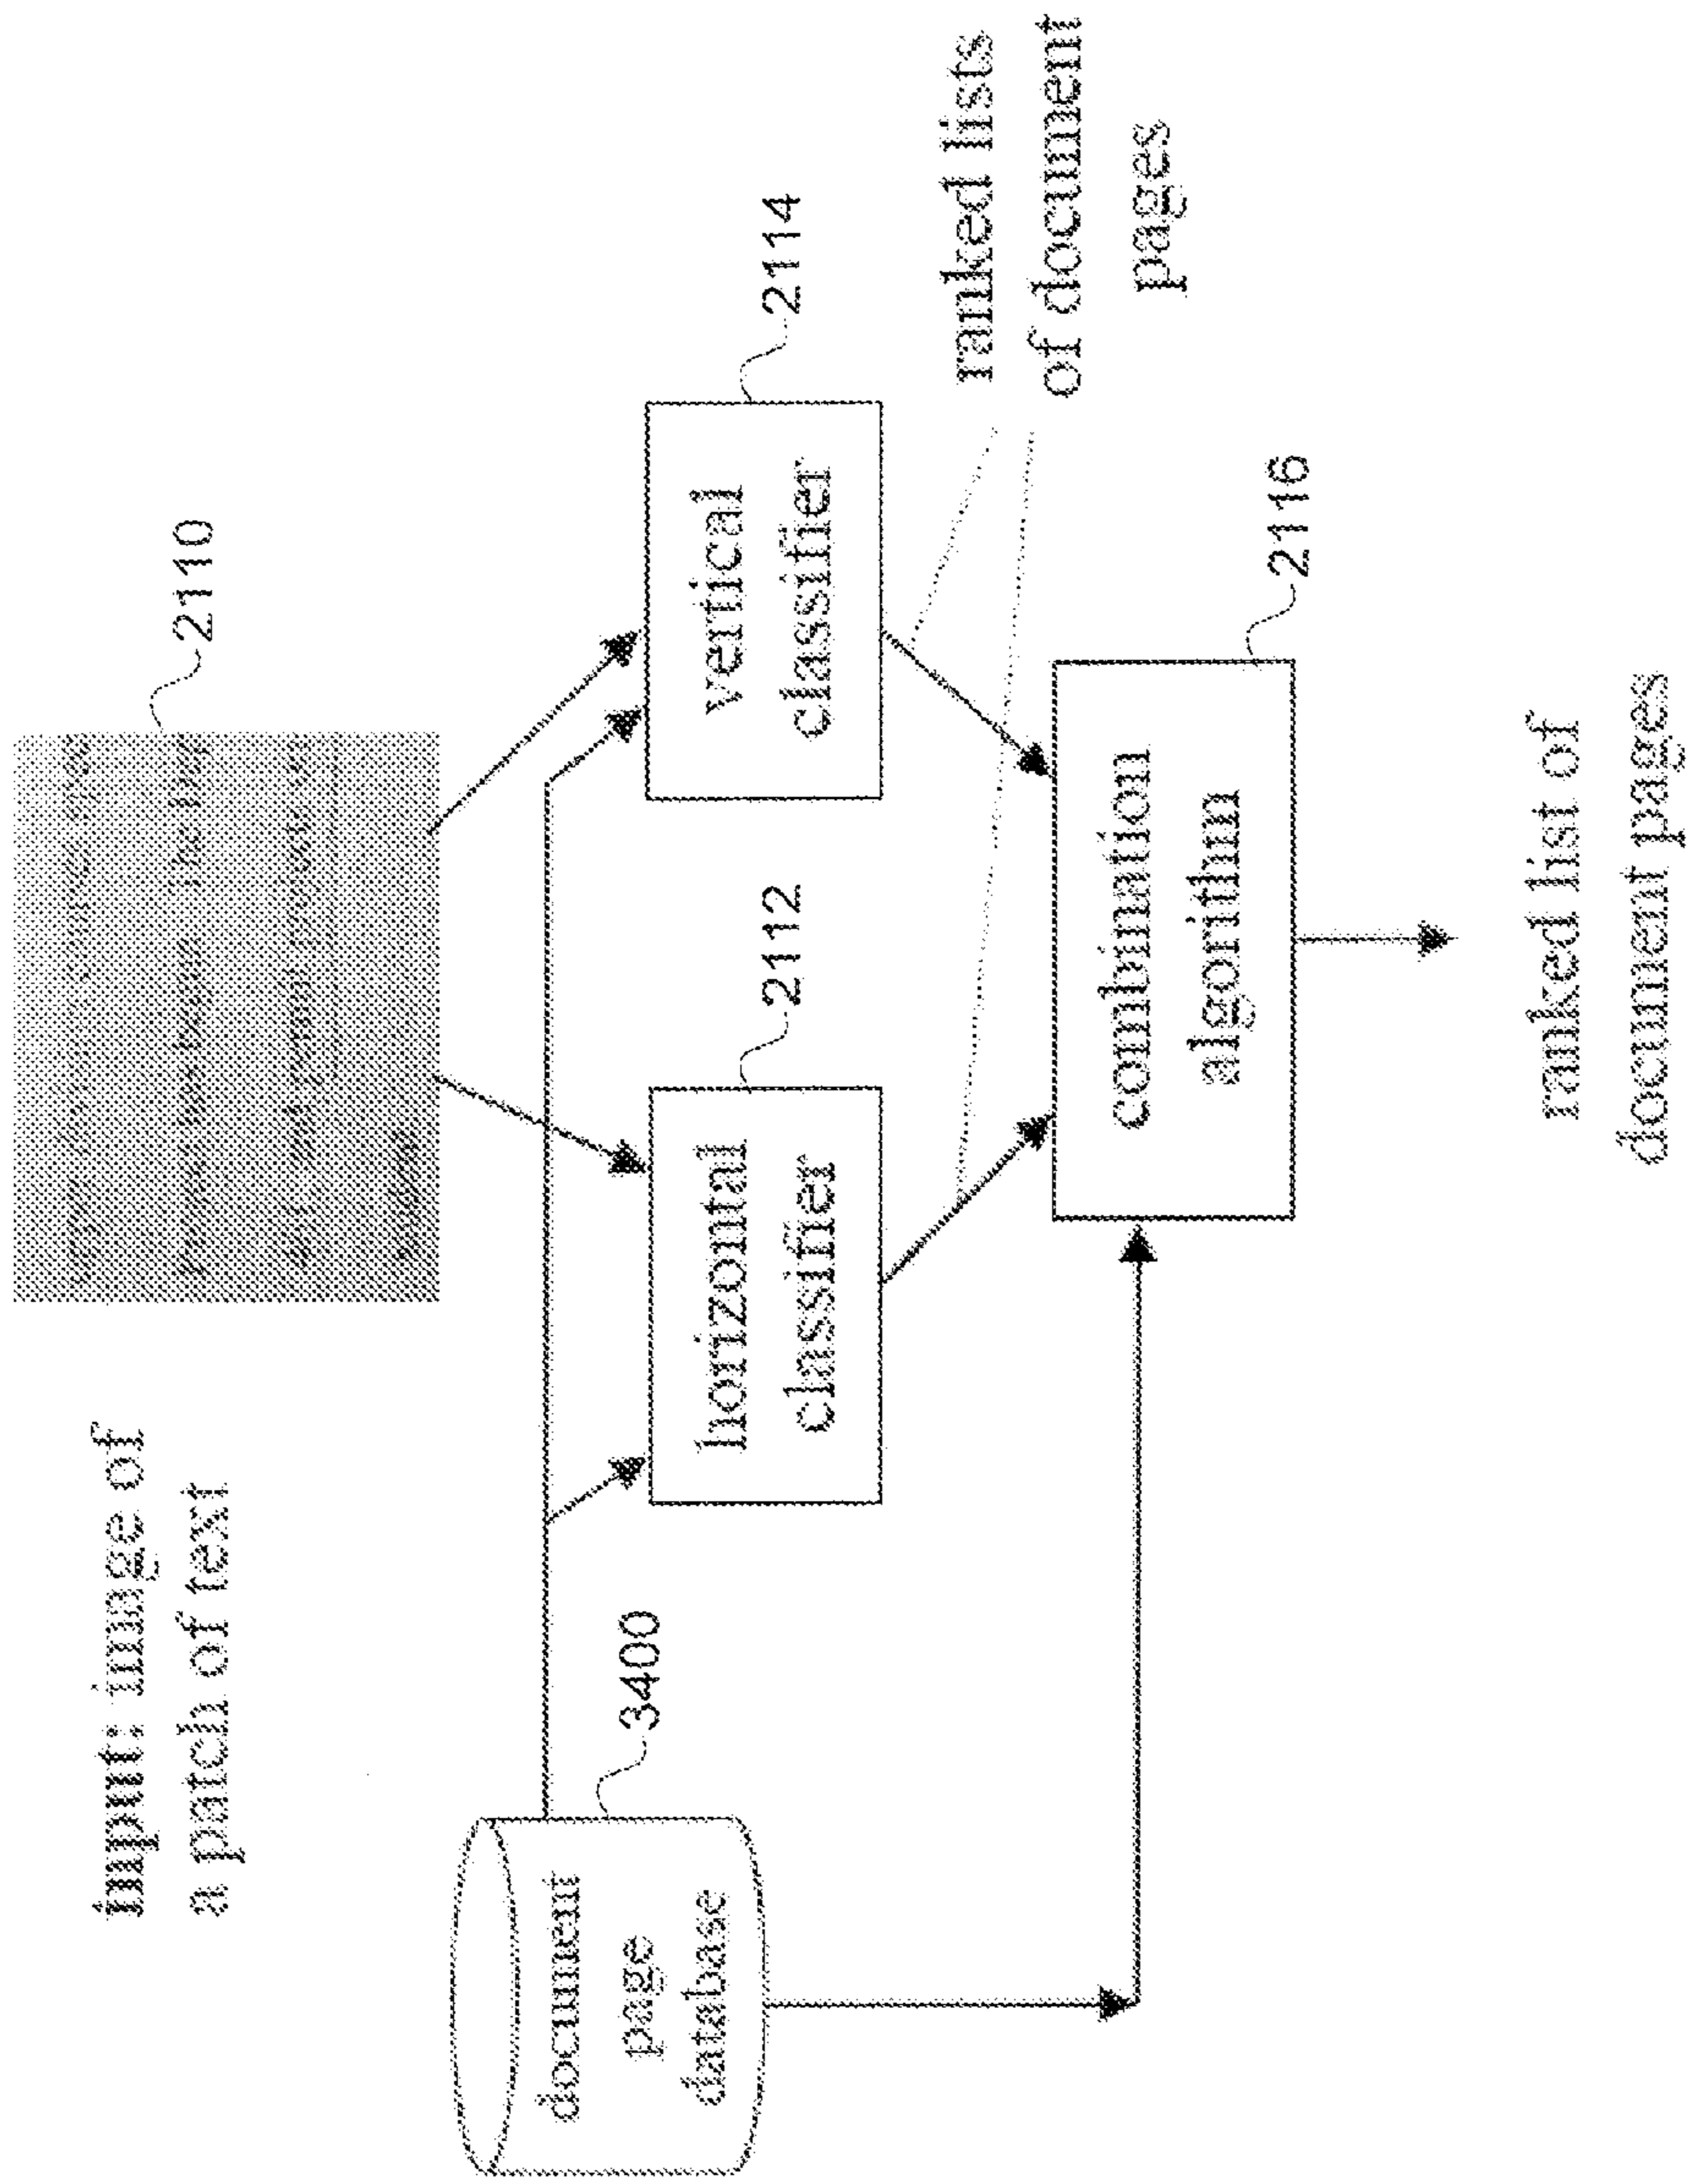 input: image of
a patch of text
2110
document
page
database
3400
horizontal
classifier
2112
vertical
classifier
2114
ranked lists
of document
pages
combination
algorithm
2116
ranked list of
document pages